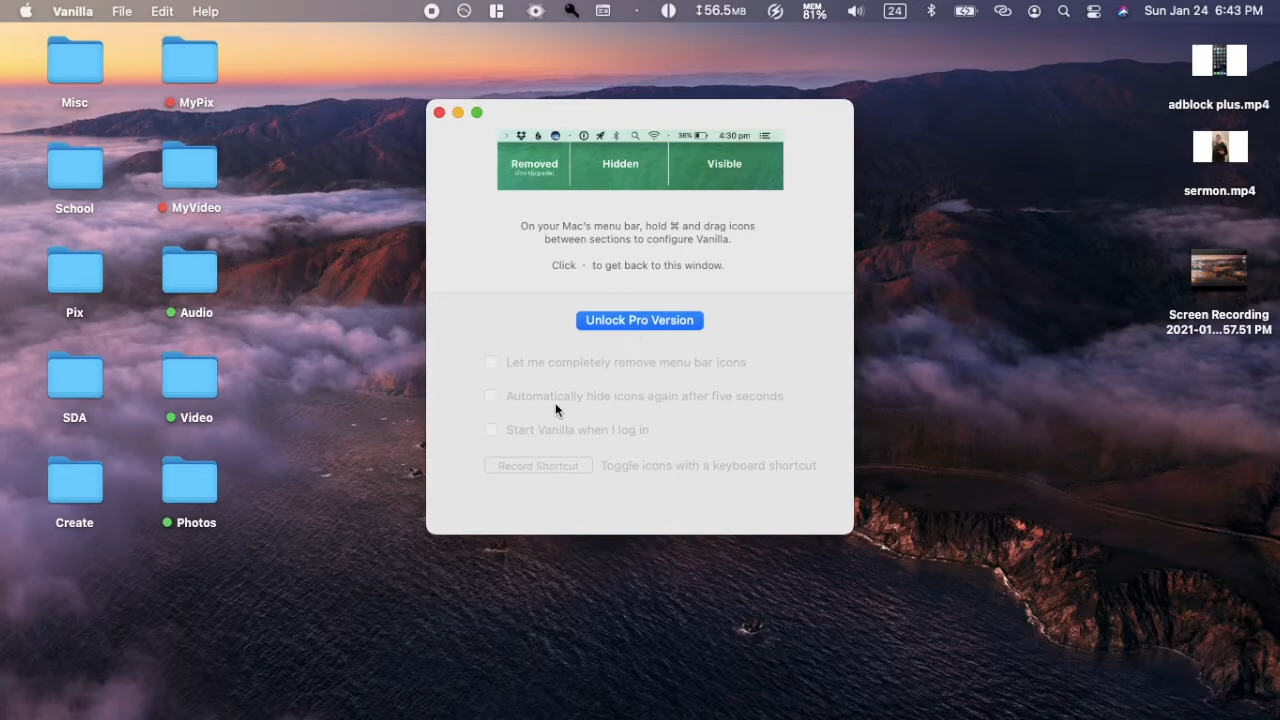 Vanilla File Edit Help
↕56.5MB
MEM
81%
24
Sun Jan 24 6:43 PM
Misc
MyPix
School
MyVideo
Pix
Audio
SDA
Video
Create
Photos
36%
4:30 pm
Removed
(Pro Upgrade)
Hidden
Visible
On your Mac's menu bar, hold ⌘ and drag icons
between sections to configure Vanilla.
Click • to get back to this window.
Unlock Pro Version
Let me completely remove menu bar icons
Automatically hide icons again after five seconds
Start Vanilla when I log in
Record Shortcut Toggle icons with a keyboard shortcut
adblock plus.mp4
sermon.mp4
Screen Recording
2021-01...57.51 PM